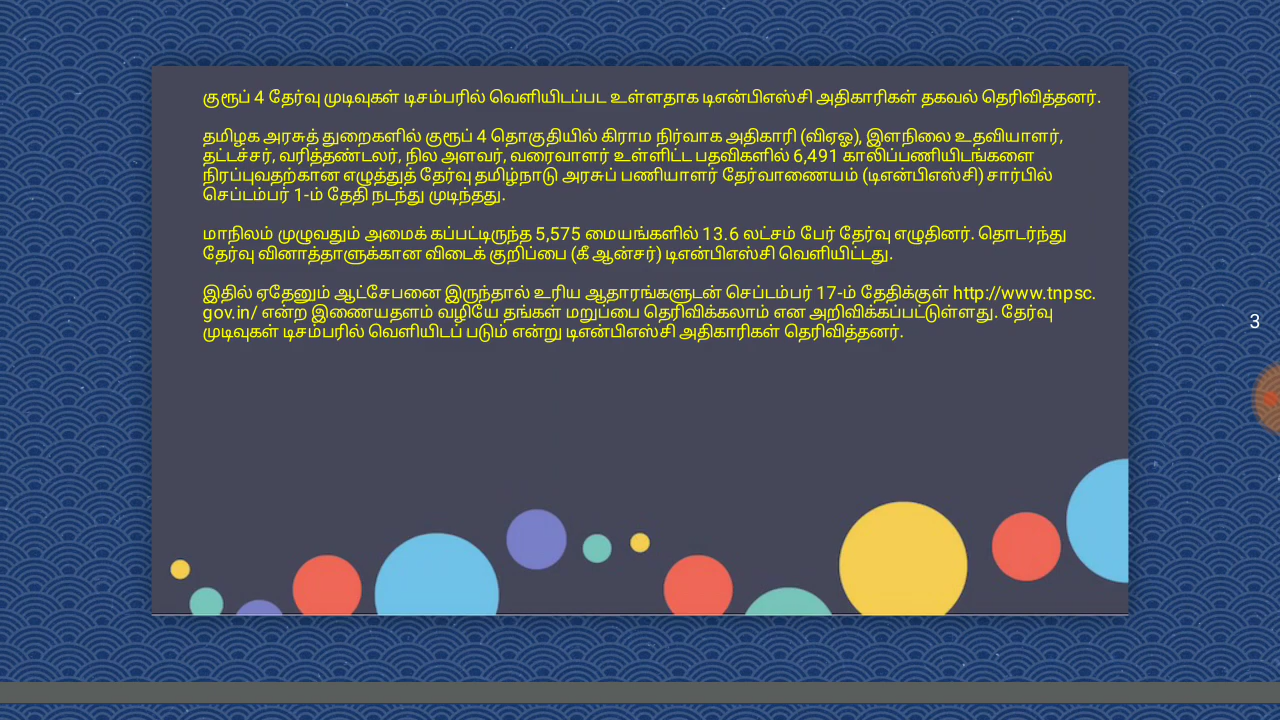 குரூப் 4 தேர்வு முடிவுகள் டிசம்பரில் வெளியிடப்பட உள்ளதாக டிஎன்பிஎஸ்சி அதிகாரிகள் தகவல் தெரிவித்தனர்.
தமிழக அரசுத் துறைகளில் குரூப் 4 தொகுதியில் கிராம நிர்வாக அதிகாரி (விஏஓ), இளநிலை உதவியாளர்,
தட்டச்சர், வரித்தண்டலர், நில அளவர், வரைவாளர் உள்ளிட்ட பதவிகளில் 6,491 காலிப்பணியிடங்களை
நிரப்புவதற்கான எழுத்துத் தேர்வு தமிழ்நாடு அரசுப் பணியாளர் தேர்வாணையம் (டிஎன்பிஎஸ்சி) சார்பில்
செப்டம்பர் 1-ம் தேதி நடந்து முடிந்தது.
மாநிலம் முழுவதும் அமைக் கப்பட்டிருந்த 5,575 மையங்களில் 13.6 லட்சம் பேர் தேர்வு எழுதினர். தொடர்ந்து
தேர்வு வினாத்தாளுக்கான விடைக் குறிப்பை (கீ ஆன்சர்) டிஎன்பிஎஸ்சி வெளியிட்டது.
இதில் ஏதேனும் ஆட்சேபனை இருந்தால் உரிய ஆதாரங்களுடன் செப்டம்பர் 17-ம் தேதிக்குள் http://www.tnpsc.
gov.in/ என்ற இணையதளம் வழியே தங்கள் மறுப்பை தெரிவிக்கலாம் என அறிவிக்கப்பட்டுள்ளது. தேர்வு
முடிவுகள் டிசம்பரில் வெளியிடப் படும் என்று டிஎன்பிஎஸ்சி அதிகாரிகள் தெரிவித்தனர்.
3